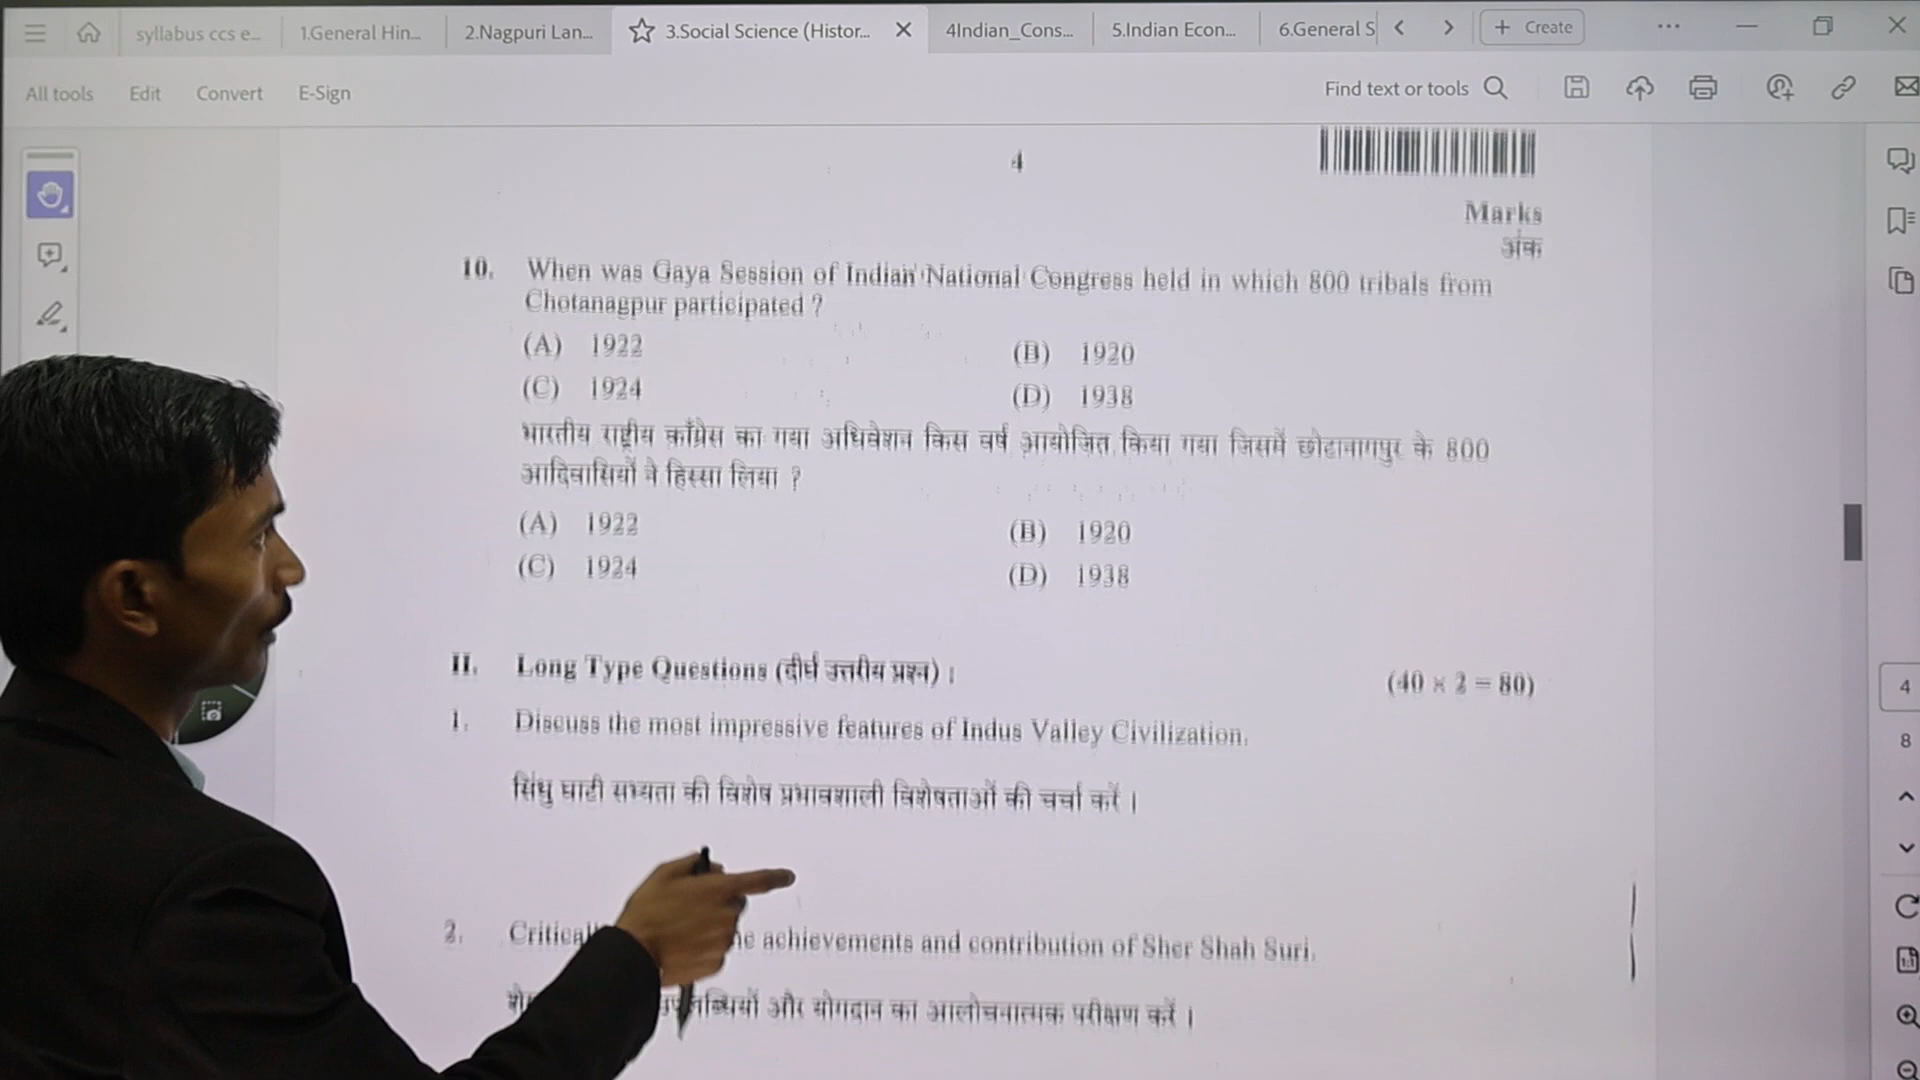 syllabus ccs e...
1.General Hin...
2.Nagpuri Lan...
3.Social Science (Histor...
4Indian_Cons...
5.Indian Econ...
6.General S
Create
All tools
Edit
Convert
E-Sign
Find text or tools
4
Marks
अंक
10. When was Gaya Session of Indian National Congress held in which 800 tribals from
Chotanagpur participated ?
(A) 1922 (B) 1920
(C) 1924 (D) 1938
भारतीय राष्ट्रीय काँग्रेस का गया अधिवेशन किस वर्ष आयोजित किया गया जिसमें छोटानागपुर के 800
आदिवासियों ने हिस्सा लिया ?
(A) 1922 (B) 1920
(C) 1924 (D) 1938
II. Long Type Questions (दीर्घ उत्तरीय प्रश्न) । (40 × 2 = 80)
1. Discuss the most impressive features of Indus Valley Civilization.
सिंधु घाटी सभ्यता की विशेष प्रभावशाली विशेषताओं की चर्चा करें ।
2. achievements and contribution of Sher Shah Suri.
और योगदान का आलोचनात्मक परीक्षण करें ।
4
8